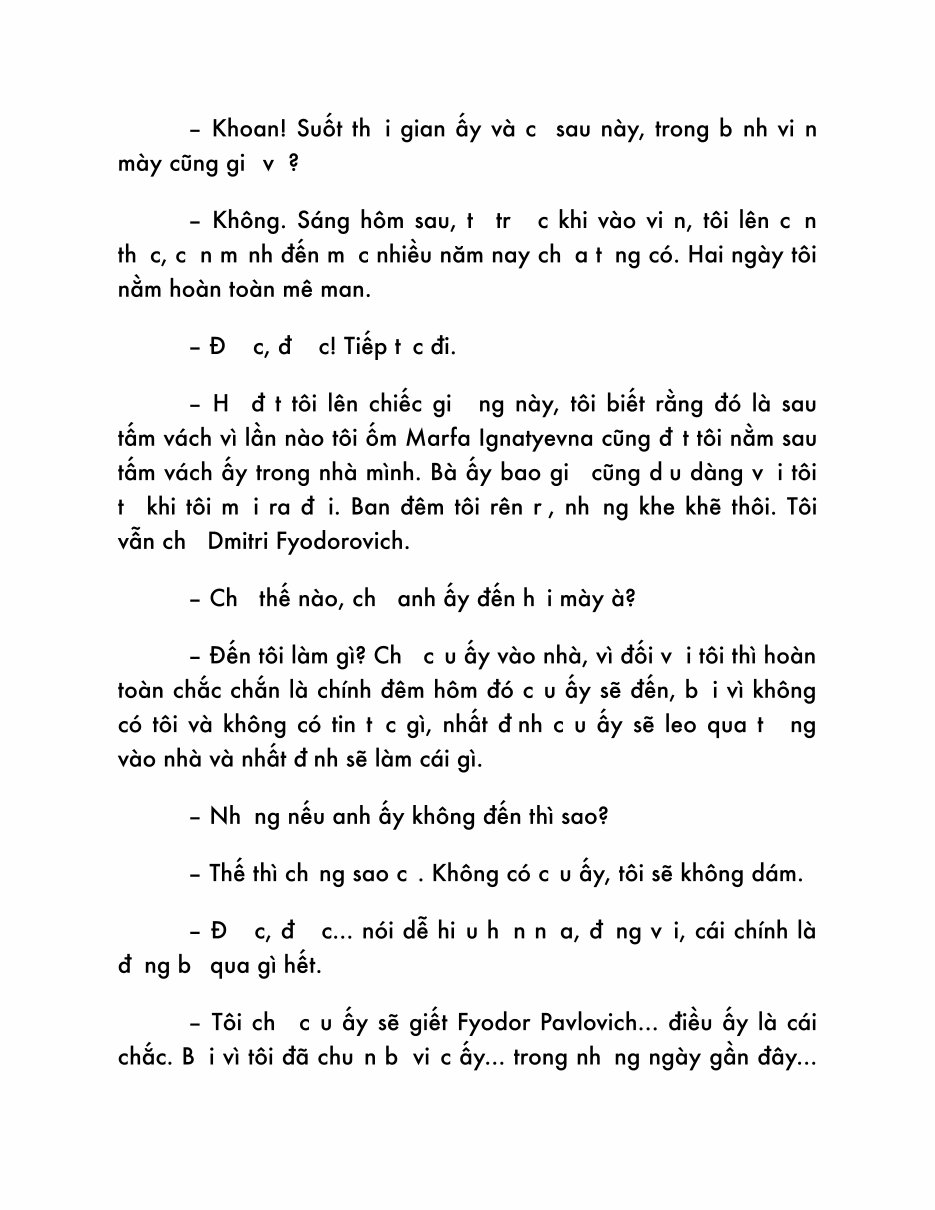 – Khoan! Suốt th i gian ấy và c sau này, trong b nh vi n
mày cũng gi v ?
– Không. Sáng hôm sau, t tr c khi vào vi n, tôi lên c n
th c, c n m nh đến m c nhiều năm nay ch a t ng có. Hai ngày tôi
nằm hoàn toàn mê man.
– Đ c, đ c! Tiếp t c đi.
– H đ t tôi lên chiếc gi ng này, tôi biết rằng đó là sau
tấm vách vì lần nào tôi ốm Marfa Ignatyevna cũng đ t tôi nằm sau
tấm vách ấy trong nhà mình. Bà ấy bao gi cũng d u dàng v i tôi
t khi tôi m i ra đ i. Ban đêm tôi rên r , nh ng khe khẽ thôi. Tôi
vẫn ch Dmitri Fyodorovich.
– Ch thế nào, ch anh ấy đến h i mày à?
– Đến tôi làm gì? Ch c u ấy vào nhà, vì đối v i tôi thì hoàn
toàn chắc chắn là chính đêm hôm đó c u ấy sẽ đến, b i vì không
có tôi và không có tin t c gì, nhất đ nh c u ấy sẽ leo qua t ng
vào nhà và nhất đ nh sẽ làm cái gì.
– Nh ng nếu anh ấy không đến thì sao?
– Thế thì ch ng sao c . Không có c u ấy, tôi sẽ không dám.
– Đ c, đ c... nói dễ hi u h n n a, đ ng v i, cái chính là
đ ng b qua gì hết.
– Tôi ch c u ấy sẽ giết Fyodor Pavlovich... điều ấy là cái
chắc. B i vì tôi đã chu n b vi c ấy... trong nh ng ngày gần đây...